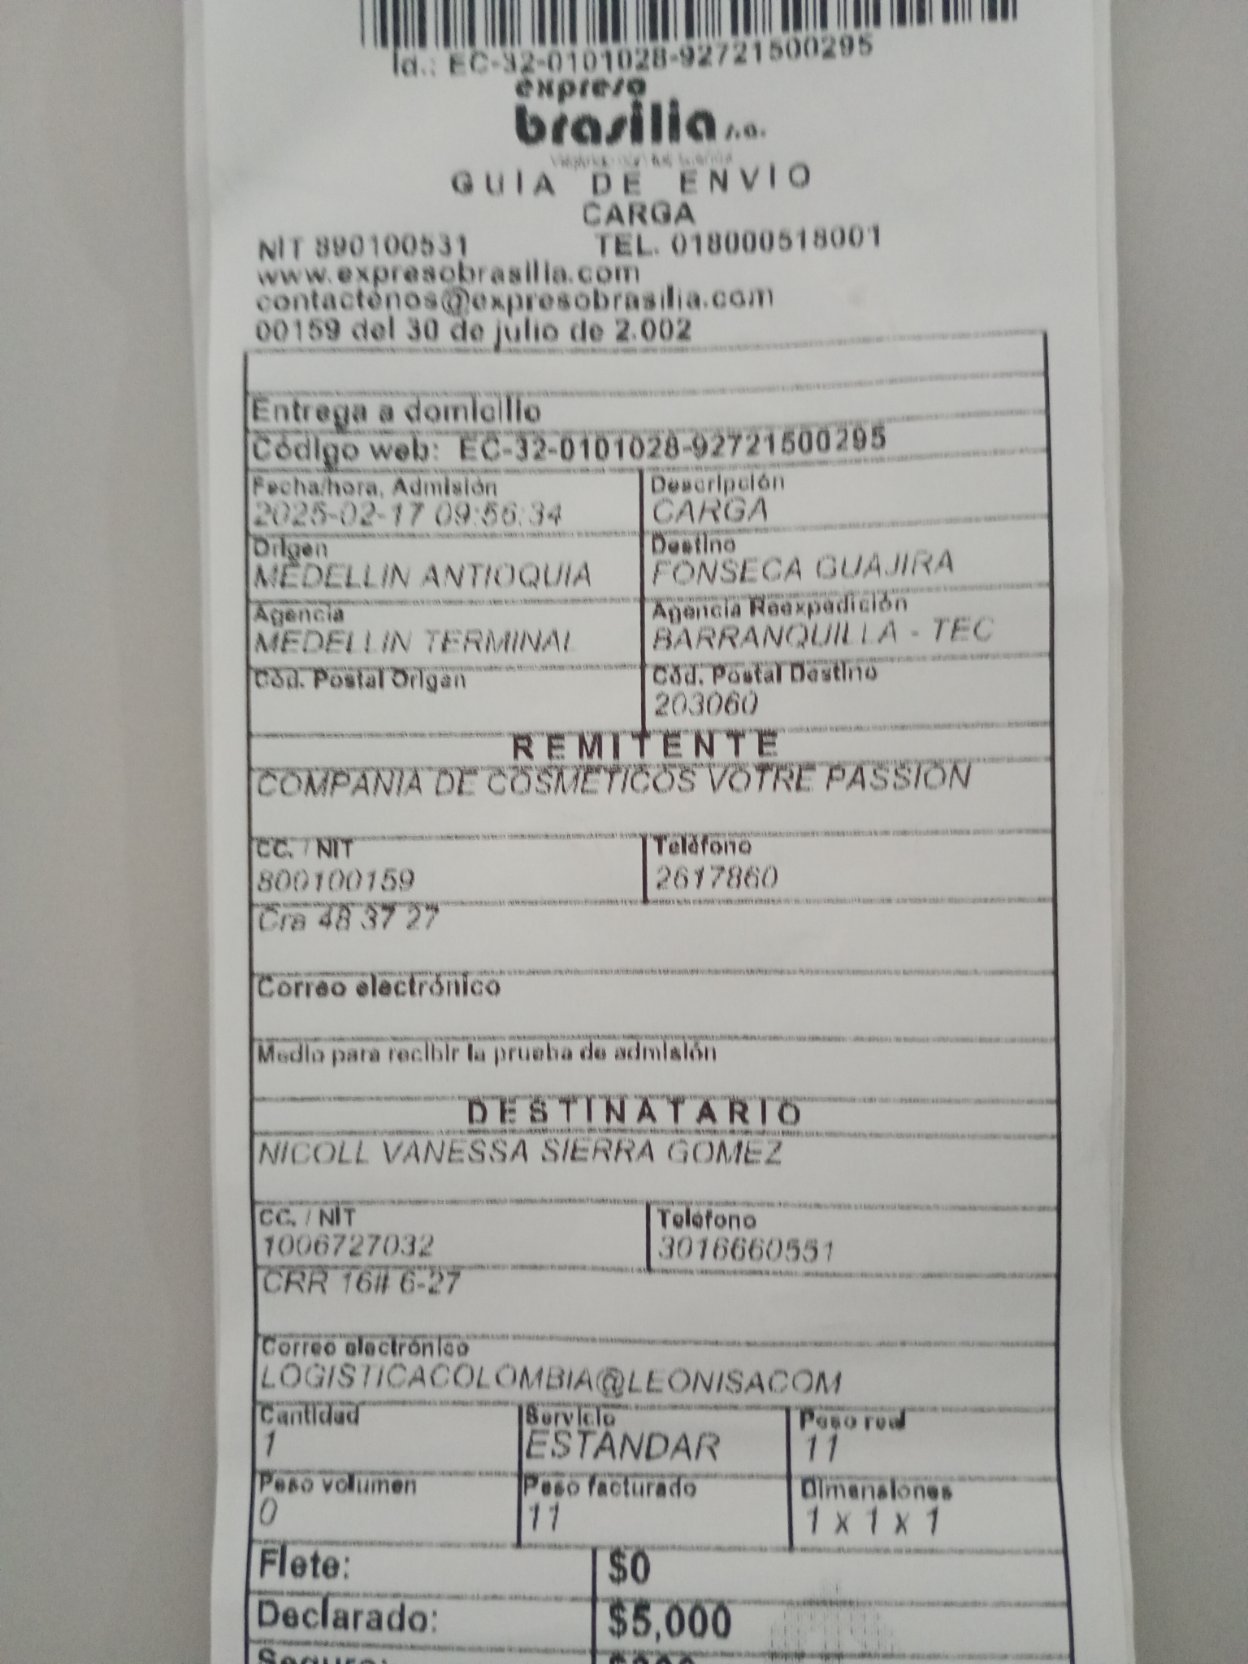 Id.: EC-32-0101028-92721500295
expreso
brasilia s.a.
GUIA DE ENVIO
CARGA
NIT 890100531 TEL. 018000518001
www.expresobrasilia.com
contactenos@expresobrasilia.com
00159 del 30 de julio de 2.002
Entrega a domicilio
Código web: EC-32-0101028-92721500295
Fecha/hora, Admisión Descripción
2025-02-17 09:56:34 CARGA
Origen Destino
MEDELLIN ANTIOQUIA FONSECA GUAJIRA
Agencia Agencia Reexpedición
MEDELLIN TERMINAL BARRANQUILLA - TEC
Cód. Postal Origen Cód. Postal Destino
203060
REMITENTE
COMPANIA DE COSMETICOS VOTRE PASSION
CC. / NIT Teléfono
800100159 2617860
Cra 48 37 27
Correo electrónico
Medio para recibir la prueba de admisión
DESTINATARIO
NICOLL VANESSA SIERRA GOMEZ
CC. / NIT Teléfono
1006727032 3016660551
CRR 16# 6-27
Correo electrónico
LOGISTICACOLOMBIA@LEONISACOM
Cantidad Servicio Peso real
1 ESTANDAR 11
Peso volumen Peso facturado Dimensiones
0 11 1 x 1 x 1
Flete: $0
Declarado: $5,000
Seguro: